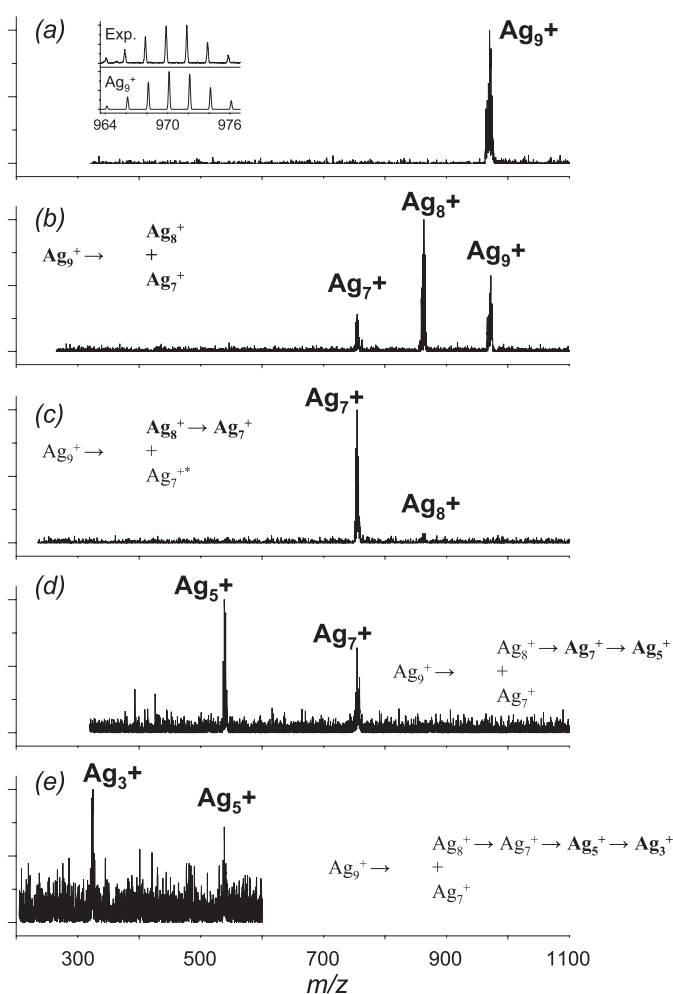 (a)
Ag₉+
Exp.
Ag₉⁺
964 970 976
(b)
Ag₉⁺ →
Ag₈⁺
+
Ag₇⁺
Ag₇+
Ag₈+
Ag₉+
(c)
Ag₉⁺ →
Ag₈⁺ → Ag₇⁺
+
Ag₇⁺*
Ag₇+
Ag₈+
(d)
Ag₅+
Ag₇+
Ag₉⁺ →
Ag₈⁺ → Ag₇⁺ → Ag₅⁺
+
Ag₇⁺
(e)
Ag₃+
Ag₅+
Ag₉⁺ →
Ag₈⁺ → Ag₇⁺ → Ag₅⁺ → Ag₃⁺
+
Ag₇⁺
300 500 700 900 1100
m/z